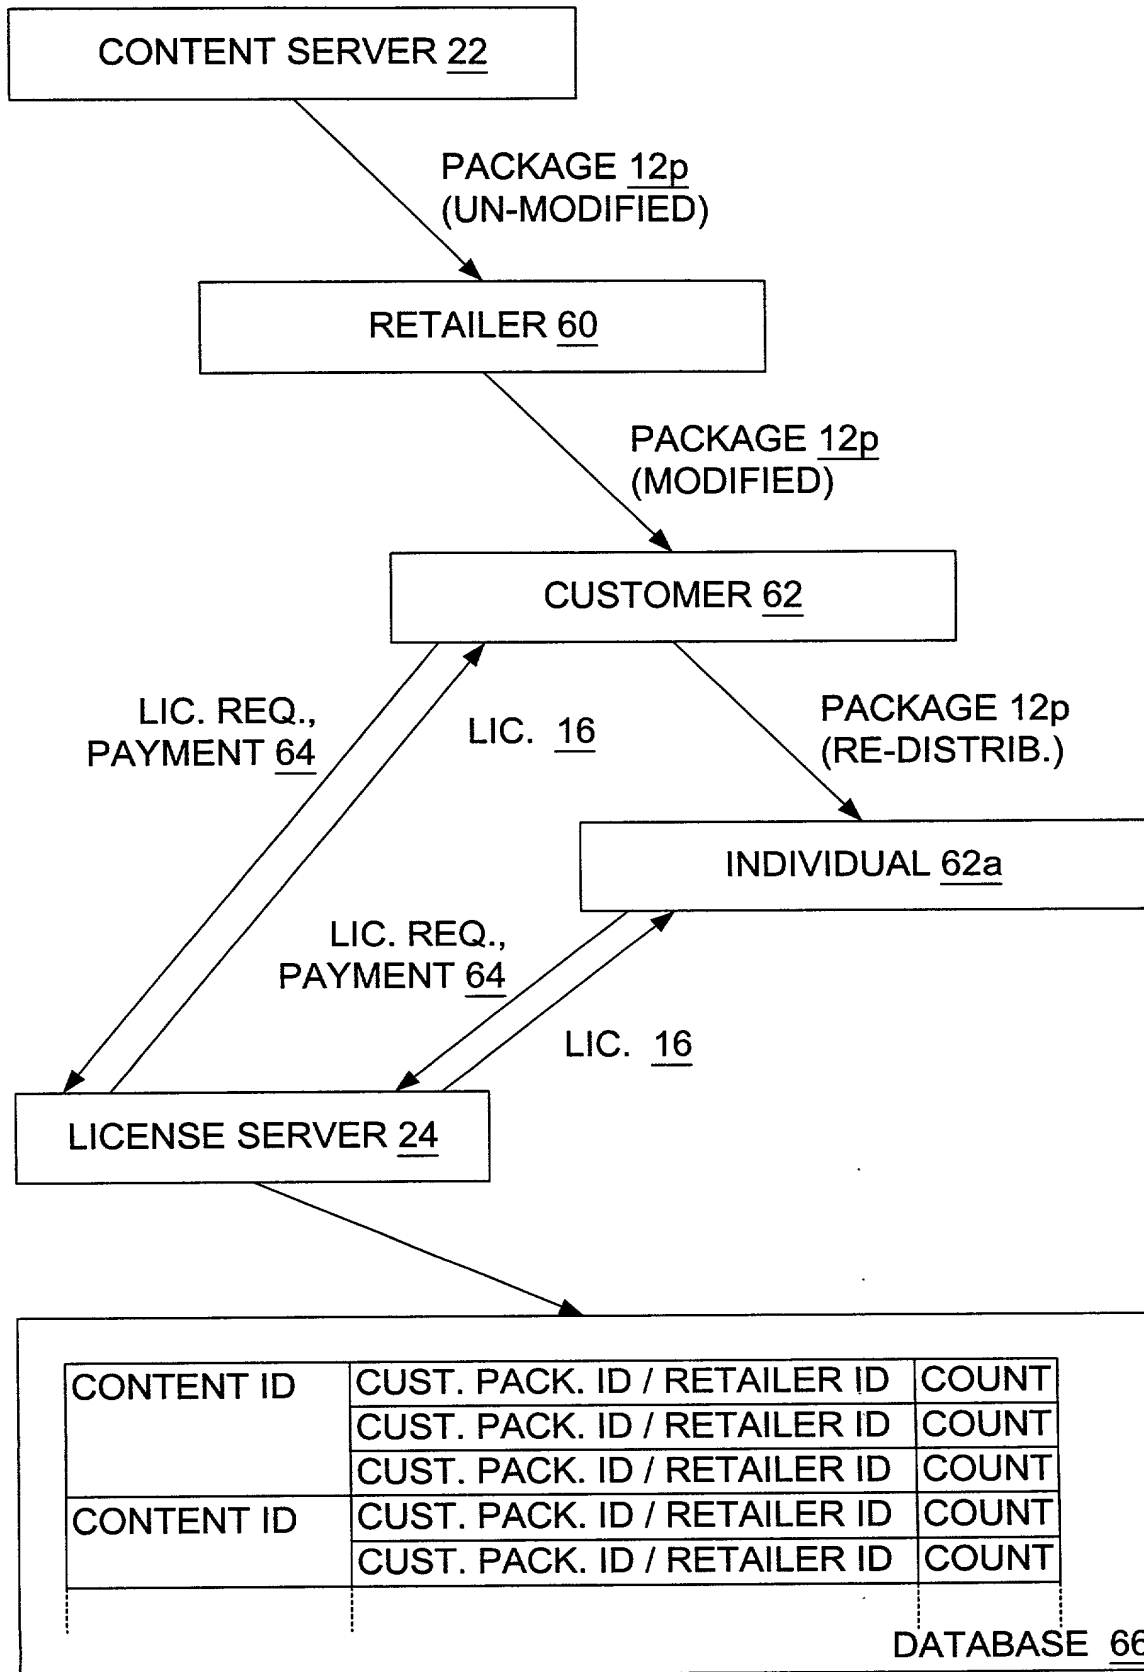 CONTENT SERVER 22
PACKAGE 12p
(UN-MODIFIED)
RETAILER 60
PACKAGE 12p
(MODIFIED)
CUSTOMER 62
LIC. REQ.,
PAYMENT 64
LIC. 16
PACKAGE 12p
(RE-DISTRIB.)
INDIVIDUAL 62a
LIC. REQ.,
PAYMENT 64
LIC. 16
LICENSE SERVER 24
CONTENT ID CUST. PACK. ID / RETAILER ID COUNT
CUST. PACK. ID / RETAILER ID COUNT
CUST. PACK. ID / RETAILER ID COUNT
CONTENT ID CUST. PACK. ID / RETAILER ID COUNT
CUST. PACK. ID / RETAILER ID COUNT
DATABASE 66